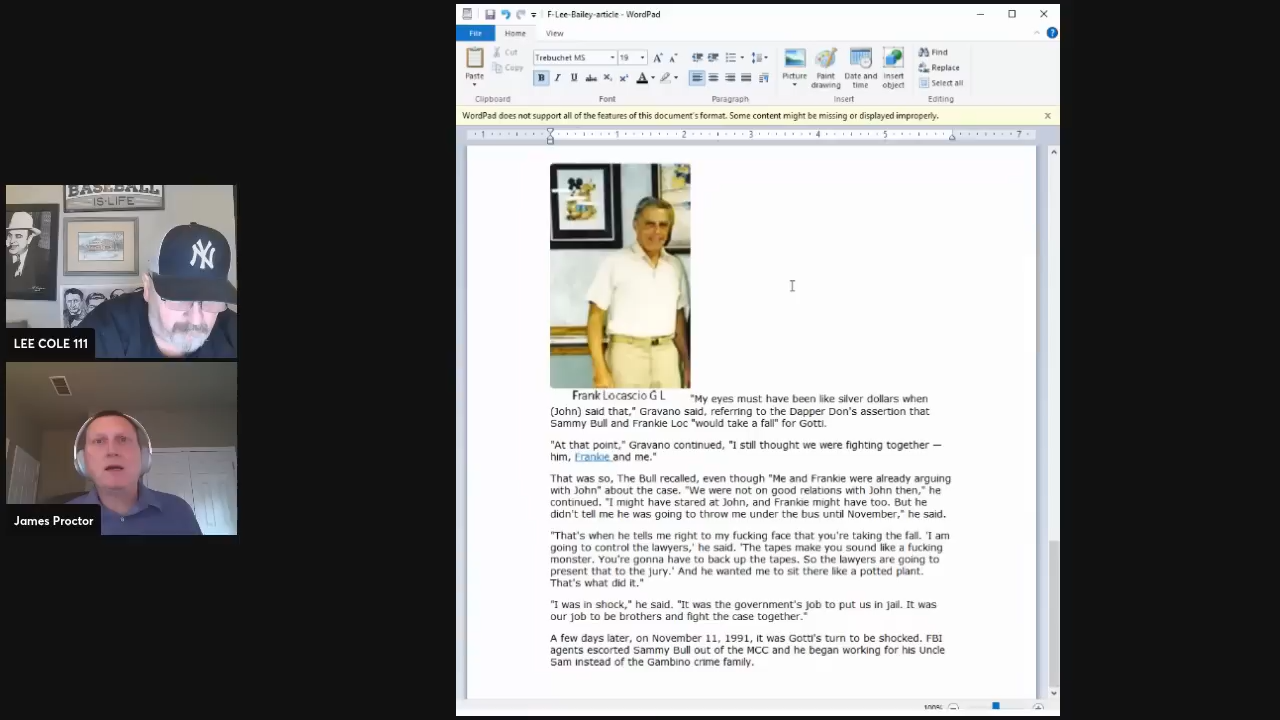 BASEBALL
IS-LIFE
LEE COLE 111
James Proctor
F-Lee-Bailey-article - WordPad
File
Home
View
Paste
Cut
Copy
Clipboard
Trebuchet MS
19
Font
Paragraph
Picture
Paint drawing
Date and time
Insert object
Insert
Find
Replace
Select all
Editing
WordPad does not support all of the features of this document's format. Some content might be missing or displayed improperly.
1 1 2 3 4 5 7
Frank Locascio G L "My eyes must have been like silver dollars when
(John) said that," Gravano said, referring to the Dapper Don's assertion that
Sammy Bull and Frankie Loc "would take a fall" for Gotti.
"At that point," Gravano continued, "I still thought we were fighting together —
him, Frankie and me."
That was so, The Bull recalled, even though "Me and Frankie were already arguing
with John" about the case. "We were not on good relations with John then," he
continued. "I might have stared at John, and Frankie might have too. But he
didn't tell me he was going to throw me under the bus until November," he said.
"That's when he tells me right to my fucking face that you're taking the fall. 'I am
going to control the lawyers,' he said. 'The tapes make you sound like a fucking
monster. You're gonna have to back up the tapes. So the lawyers are going to
present that to the jury.' And he wanted me to sit there like a potted plant.
That's what did it."
"I was in shock," he said. "It was the government's job to put us in jail. It was
our job to be brothers and fight the case together."
A few days later, on November 11, 1991, it was Gotti's turn to be shocked. FBI
agents escorted Sammy Bull out of the MCC and he began working for his Uncle
Sam instead of the Gambino crime family.
100%